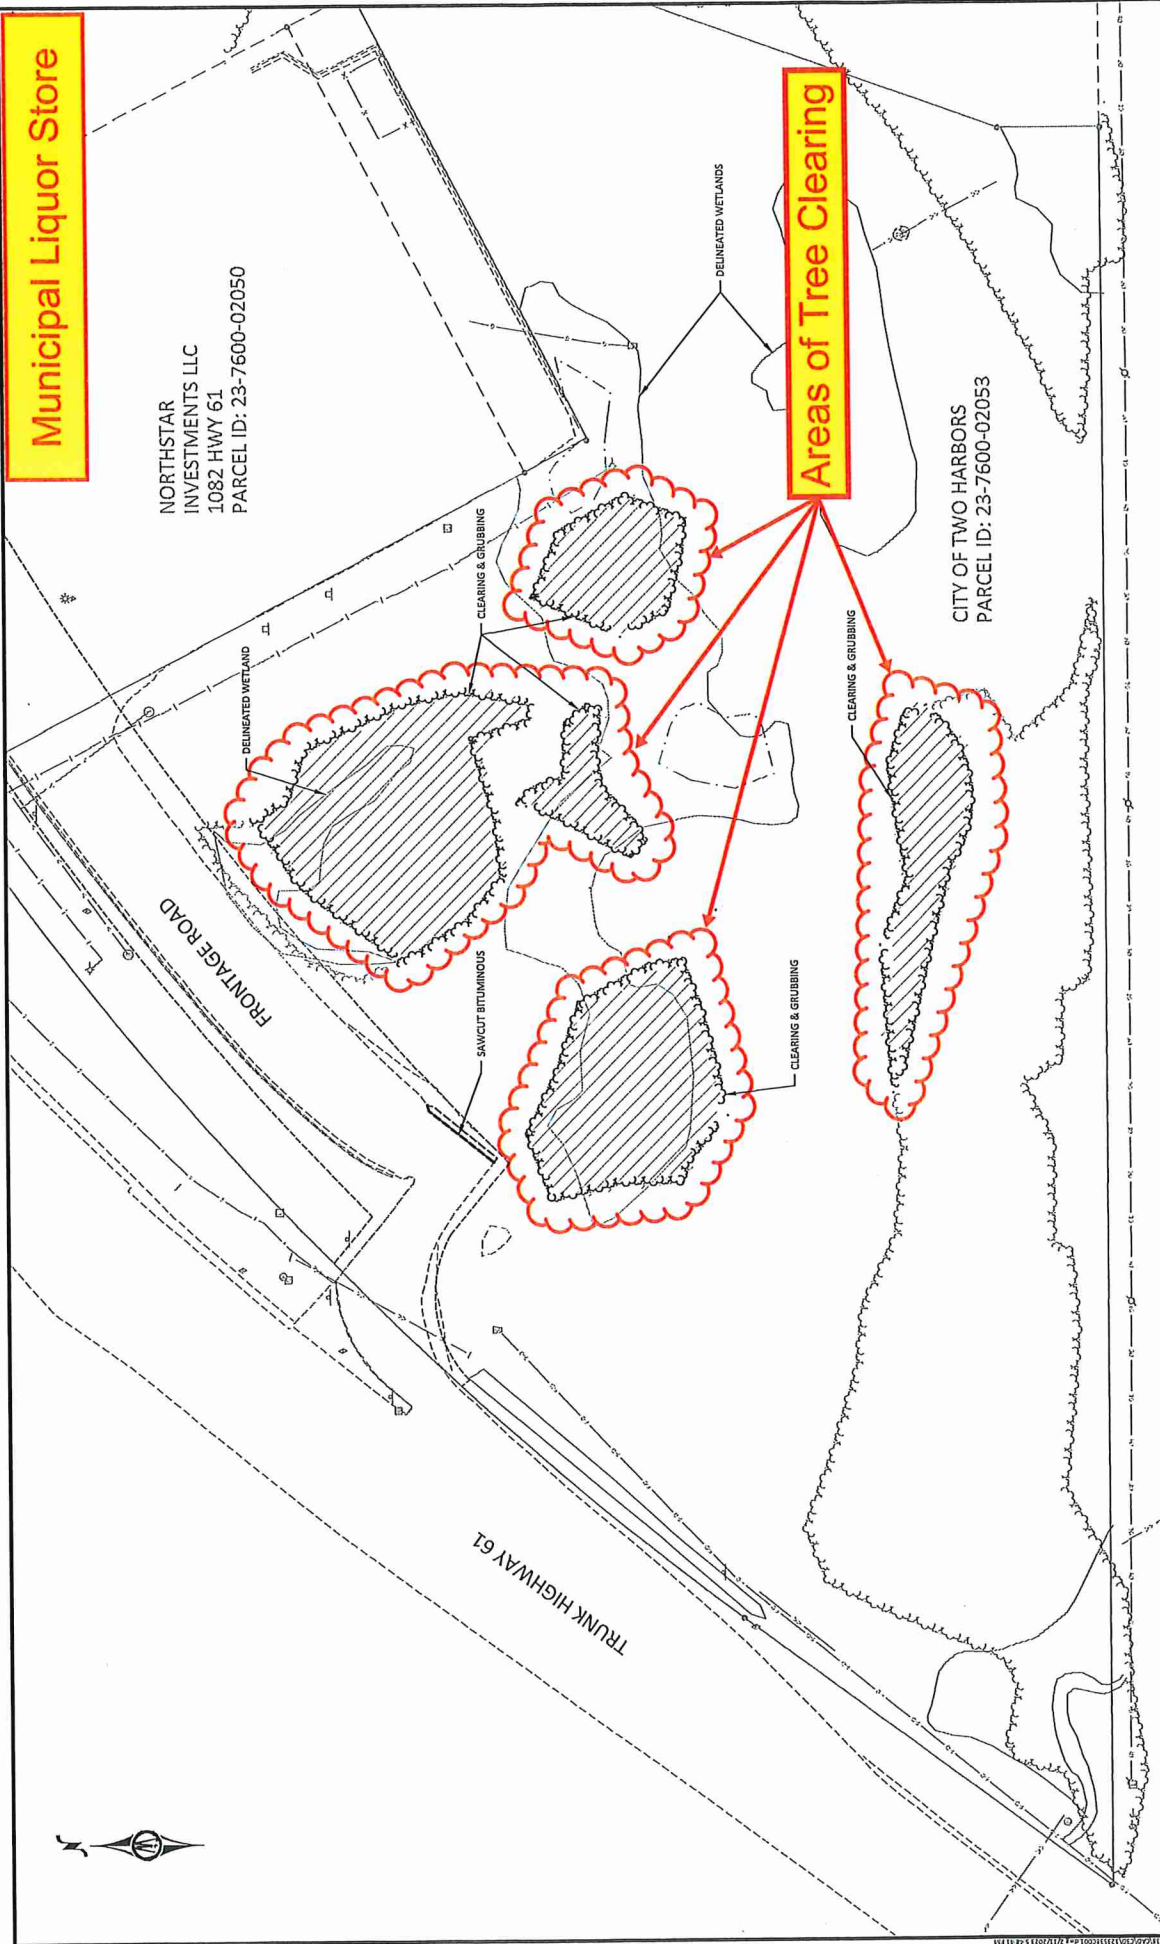 Municipal Liquor Store
NORTHSTAR
INVESTMENTS LLC
1082 HWY 61
PARCEL ID: 23-7600-02050
DELINEATED WETLANDS
Areas of Tree Clearing
CITY OF TWO HARBORS
PARCEL ID: 23-7600-02053
CLEARING & GRUBBING
CLEARING & GRUBBING
DELINEATED WETLAND
FRONTAGE ROAD
SAWCUT BITUMINOUS
CLEARING & GRUBBING
TRUNK HIGHWAY 61
N